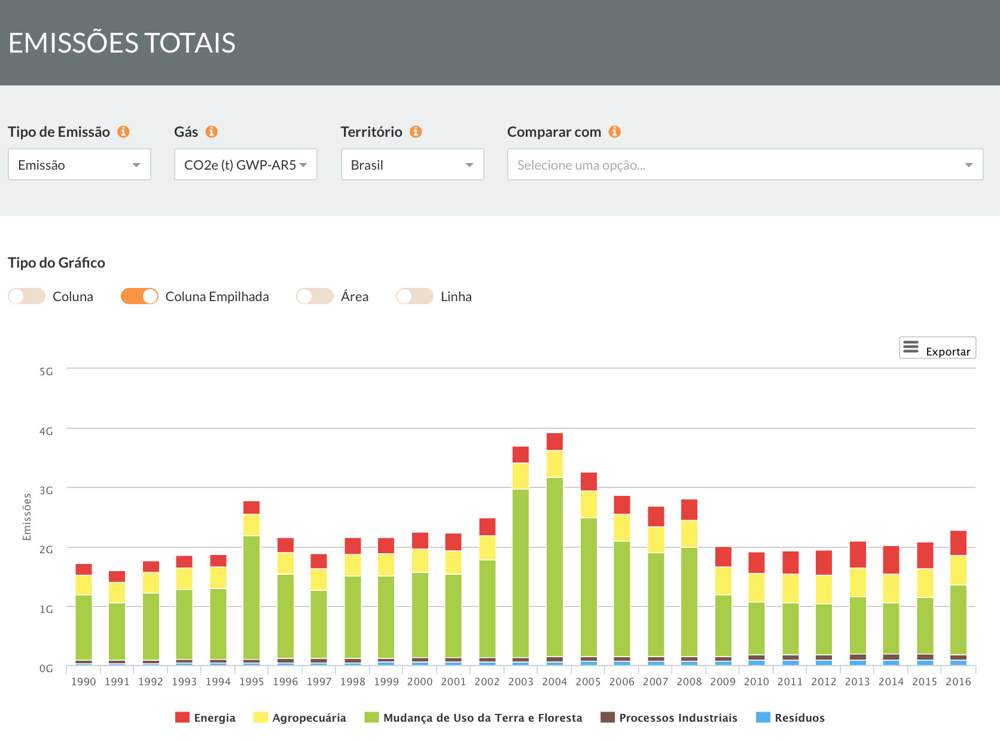 EMISSÕES TOTAIS
Tipo de Emissão Gás Território Comparar com
Emissão CO2e (t) GWP-AR5 Brasil Selecione uma opção...
Tipo do Gráfico
Coluna Coluna Empilhada Área Linha
Exportar
5G
4G
3G
2G
1G
0G
Emissões
1990 1991 1992 1993 1994 1995 1996 1997 1998 1999 2000 2001 2002 2003 2004 2005 2006 2007 2008 2009 2010 2011 2012 2013 2014 2015 2016
Energia Agropecuária Mudança de Uso da Terra e Floresta Processos Industriais Resíduos